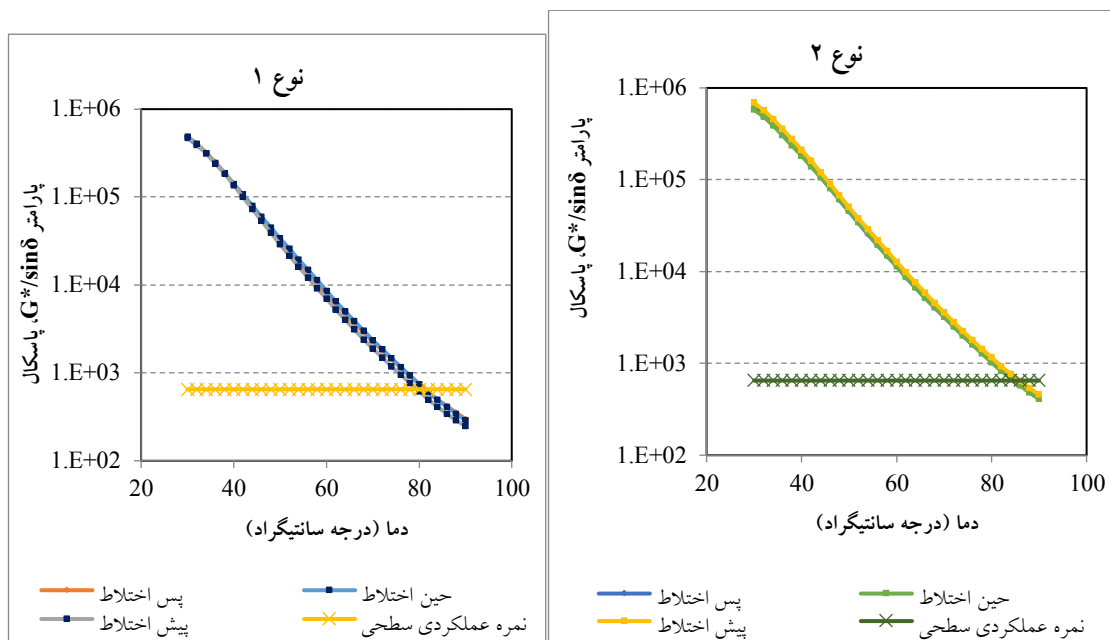 نوع ۱
1.E+06
1.E+05
1.E+04
1.E+03
1.E+02
پارامتر G*/sinδ، پاسکال
20 40 60 80 100
دما (درجه سانتیگراد)
پس اختلاط
حین اختلاط
پیش اختلاط
نمره عملکردی سطحی
نوع ۲
1.E+06
1.E+05
1.E+04
1.E+03
1.E+02
پارامتر G*/sinδ، پاسکال
20 40 60 80 100
دما (درجه سانتیگراد)
پس اختلاط
حین اختلاط
پیش اختلاط
نمره عملکردی سطحی